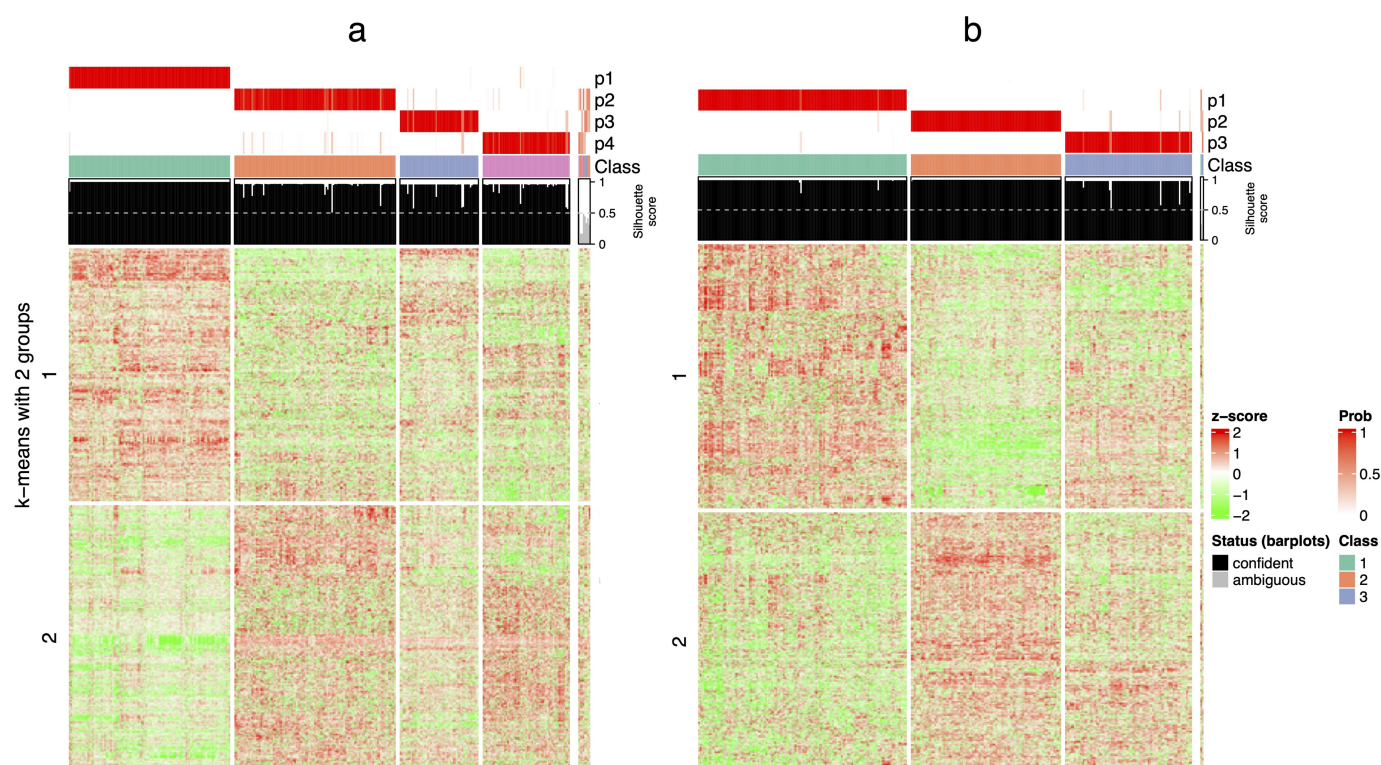 a
b
p1
p2
p3
p4
Class
1
0.5
0
Silhouette
score
p1
p2
p3
Class
1
0.5
0
Silhouette
score
k−means with 2 groups
1
2
1
2
z−score
2
1
0
−1
−2
Prob
1
0.5
0
Status (barplots)
confident
ambiguous
Class
1
2
3